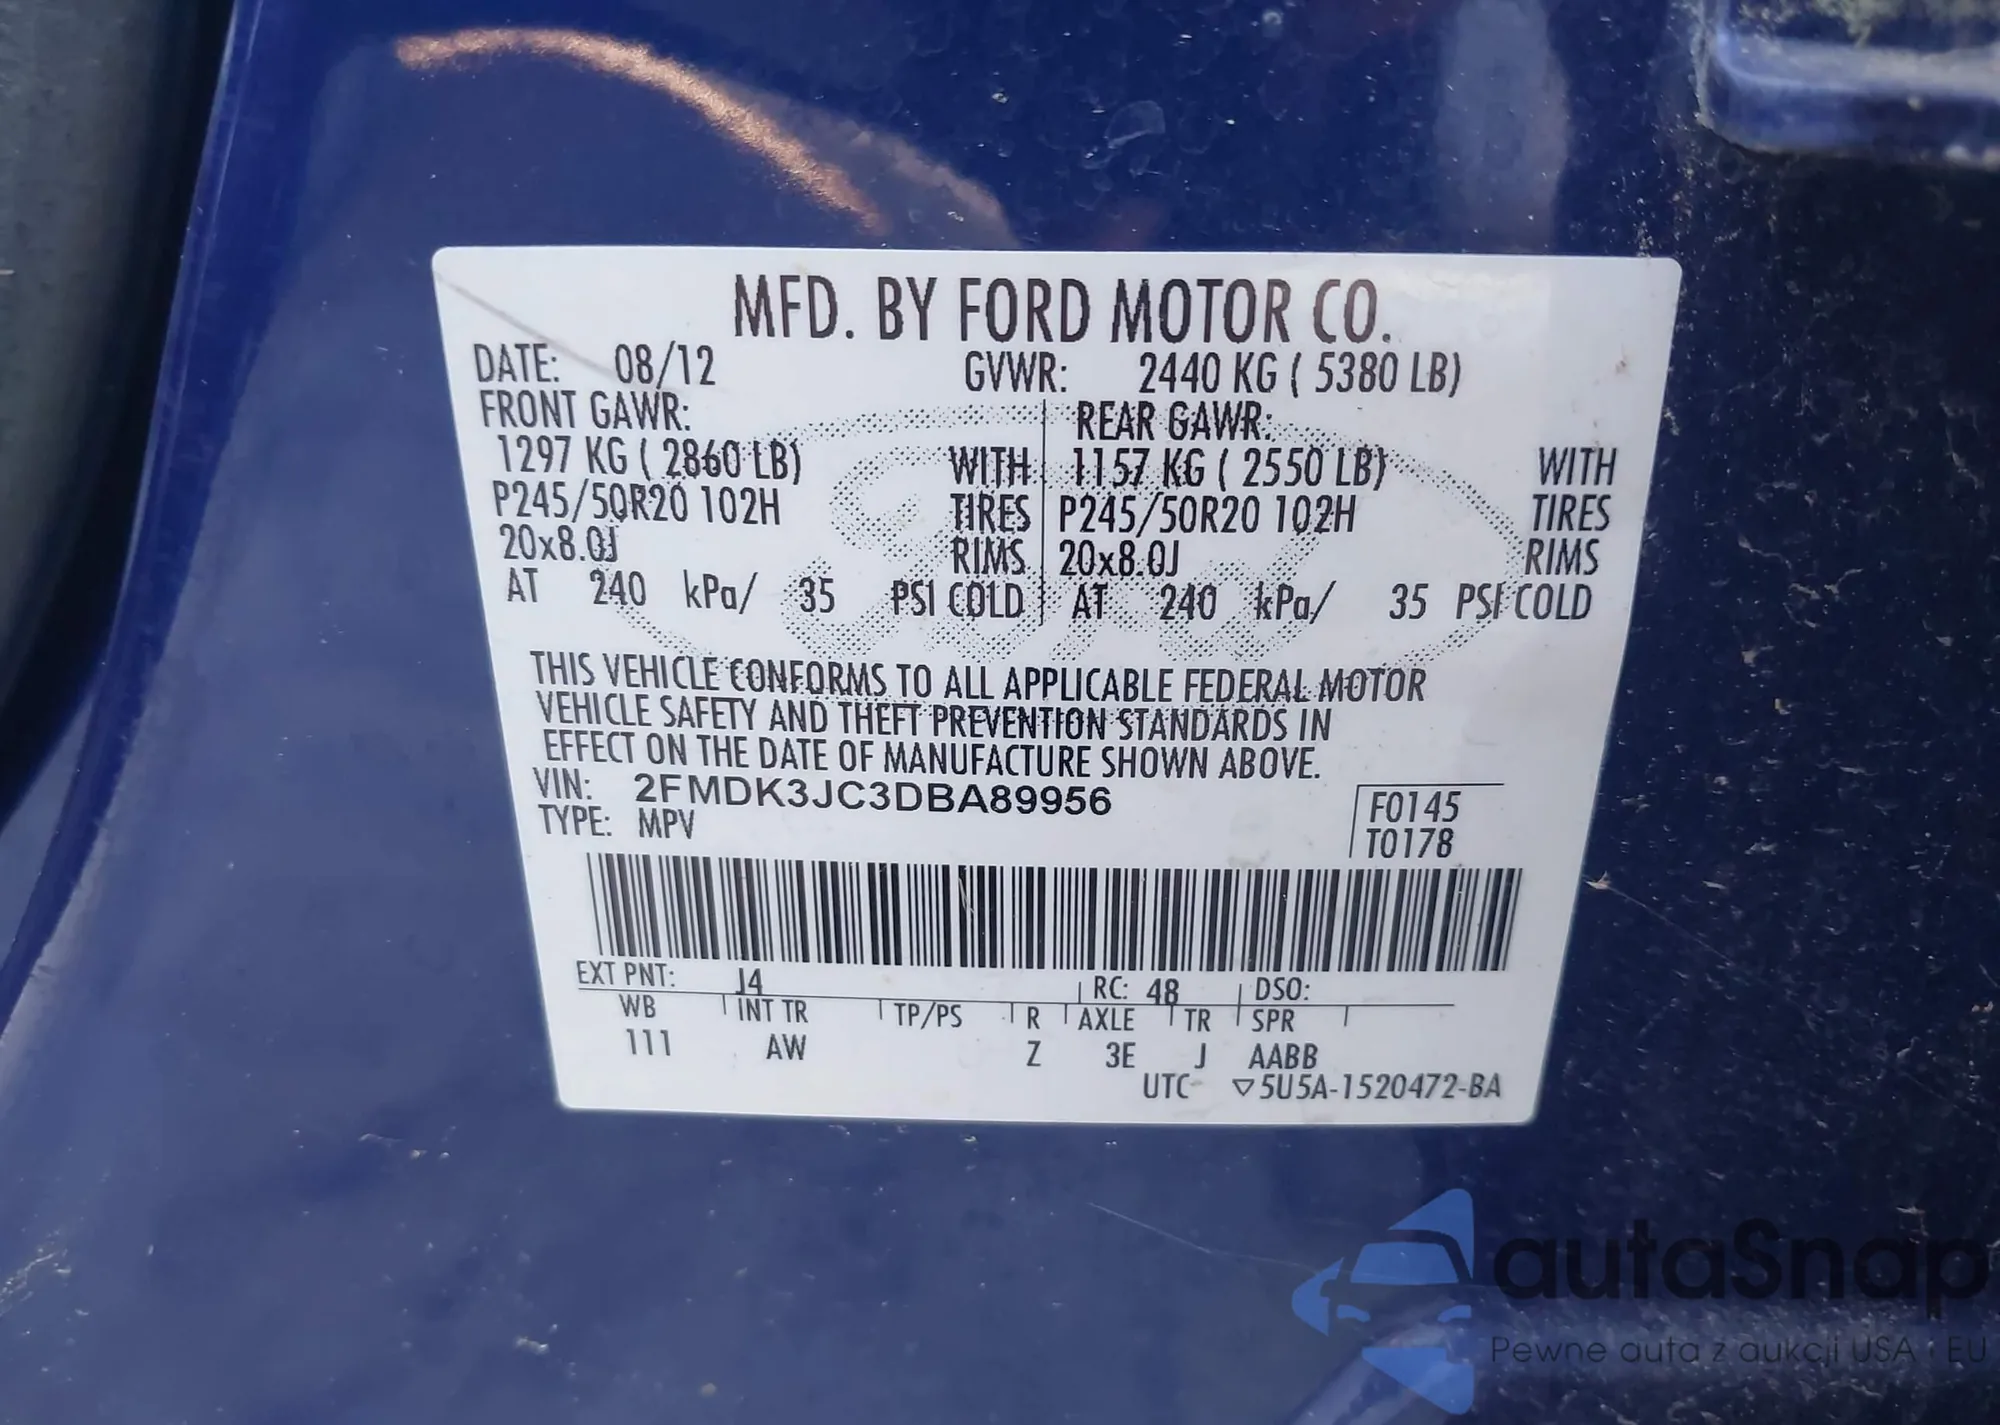 MFD. BY FORD MOTOR CO.
DATE: 08/12 GVWR: 2440 KG ( 5380 LB)
FRONT GAWR: REAR GAWR:
1297 KG ( 2860 LB) WITH 1157 KG ( 2550 LB) WITH
P245/50R20 102H TIRES P245/50R20 102H TIRES
20x8.0J RIMS 20x8.0J RIMS
AT 240 kPa/ 35 PSI COLD AT 240 kPa/ 35 PSI COLD
THIS VEHICLE CONFORMS TO ALL APPLICABLE FEDERAL MOTOR
VEHICLE SAFETY AND THEFT PREVENTION STANDARDS IN
EFFECT ON THE DATE OF MANUFACTURE SHOWN ABOVE.
VIN: 2FMDK3JC3DBA89956 F0145
TYPE: MPV T0178
EXT PNT: J4 RC: 48 DSO:
WB INT TR TP/PS R AXLE TR SPR
111 AW Z 3E J AABB
UTC ▽5U5A-1520472-BA
autaSnap
Pewne auta z aukcji USA i EU